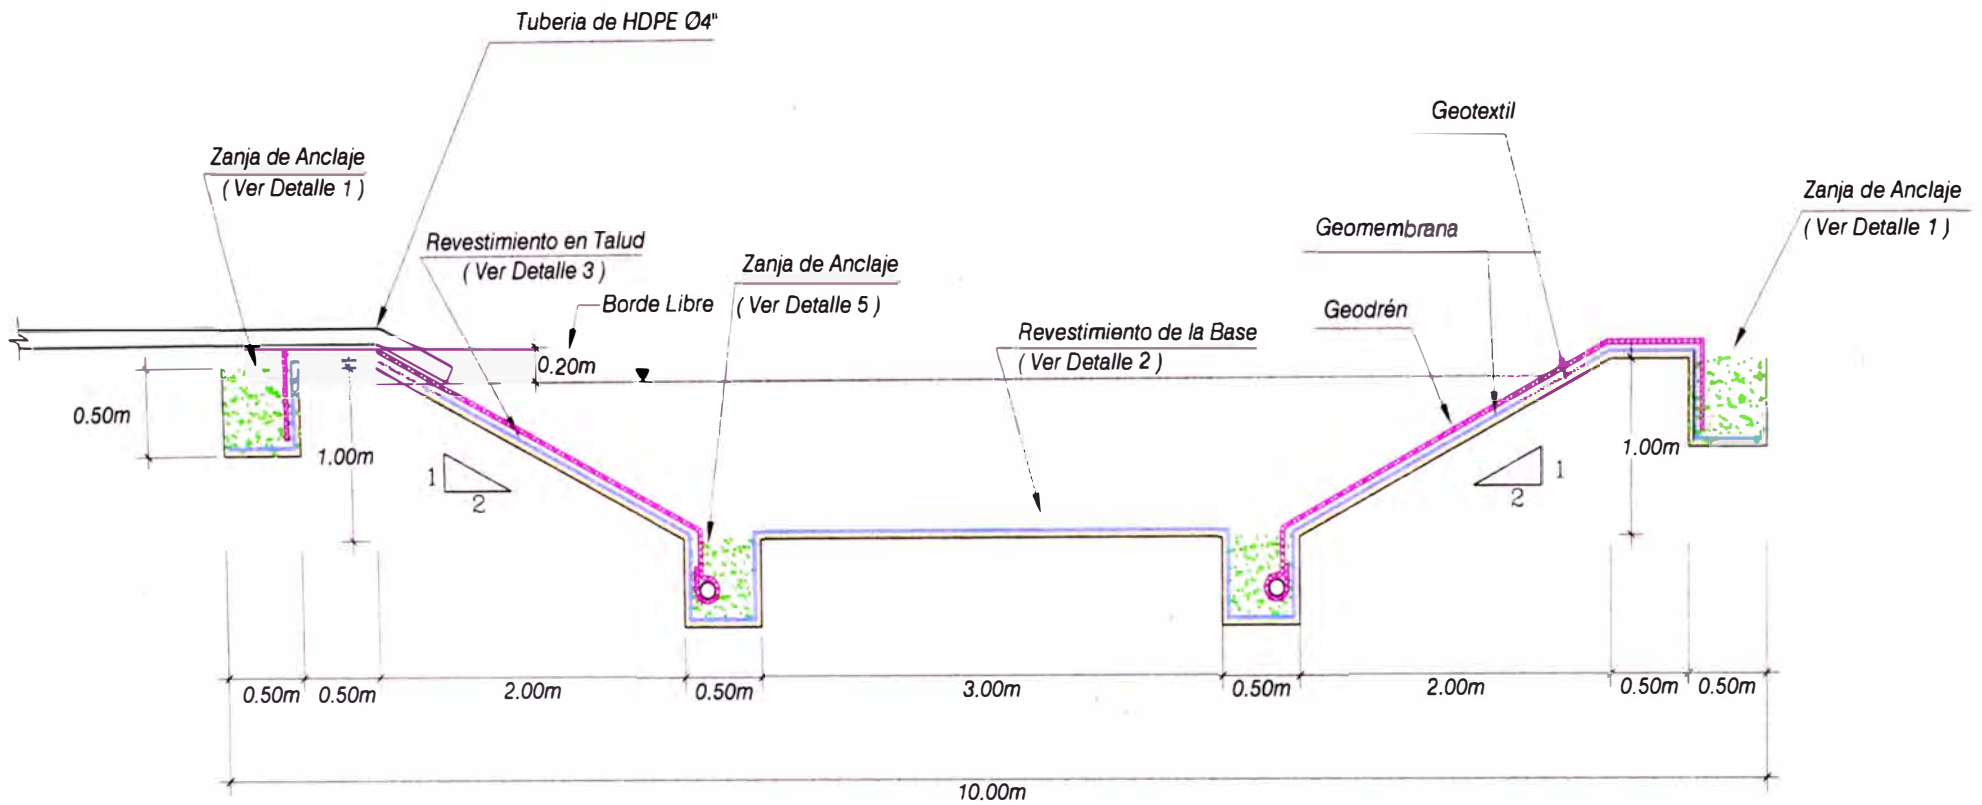 Tuberia de HDPE Ø4"
Geotextil
Zanja de Anclaje
( Ver Detalle 1 )
Zanja de Anclaje
( Ver Detalle 1 )
Geomembrana
Revestimiento en Talud
( Ver Detalle 3 )
Zanja de Anclaje
( Ver Detalle 5 )
Borde Libre
Geodrén
Revestimiento de la Base
( Ver Detalle 2 )
0.20m
0.50m
1.00m
1.00m
1
2
1
2
0.50m
0.50m
2.00m
0.50m
3.00m
0.50m
2.00m
0.50m
0.50m
10.00m